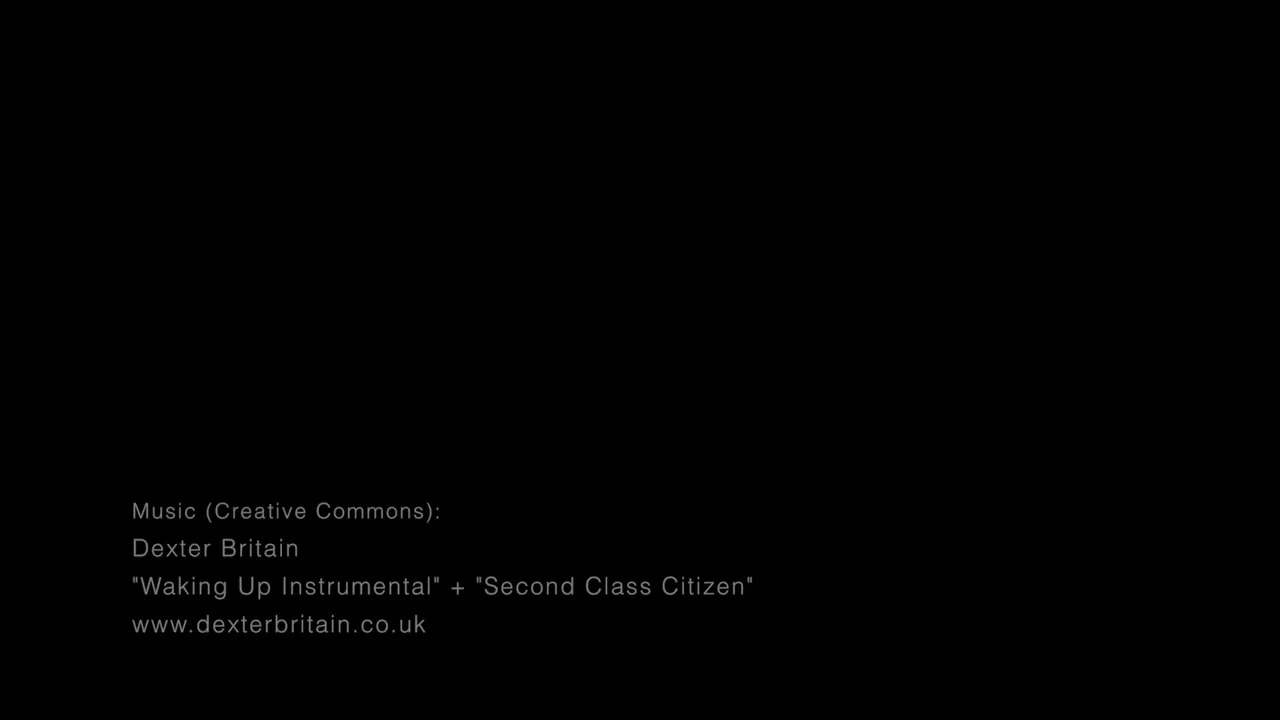 Music (Creative Commons):
Dexter Britain
"Waking Up Instrumental" + "Second Class Citizen"
www.dexterbritain.co.uk